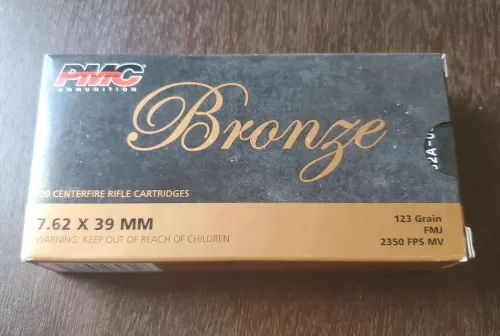 PMC
AMMUNITION
Bronze
20 CENTERFIRE RIFLE CARTRIDGES
7.62 X 39 MM
WARNING: KEEP OUT OF REACH OF CHILDREN
123 Grain
FMJ
2350 FPS MV